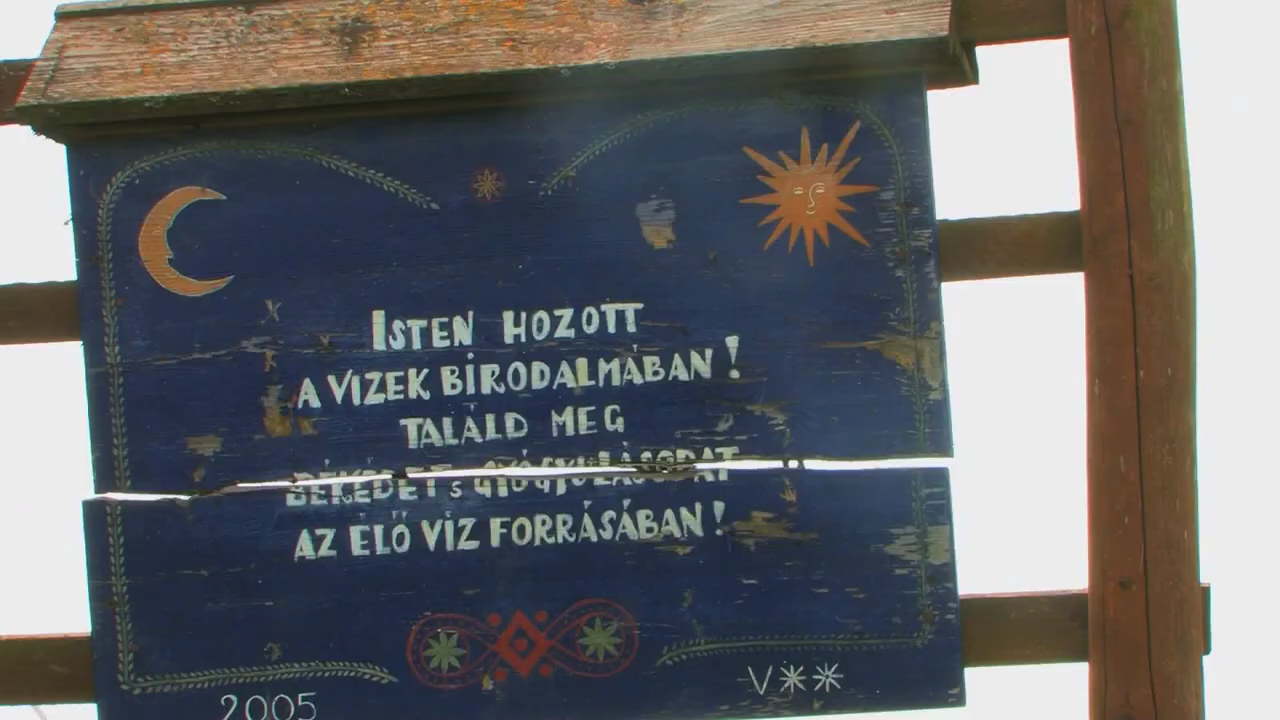 ISTEN HOZOTT
A VIZEK BIRODALMÁBAN!
TALÁLD MEG
BÉKÉDET S GYÓGYULÁSODAT
AZ ÉLŐ VÍZ FORRÁSÁBAN!
2005
V**